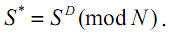 S* = S^D (mod N).